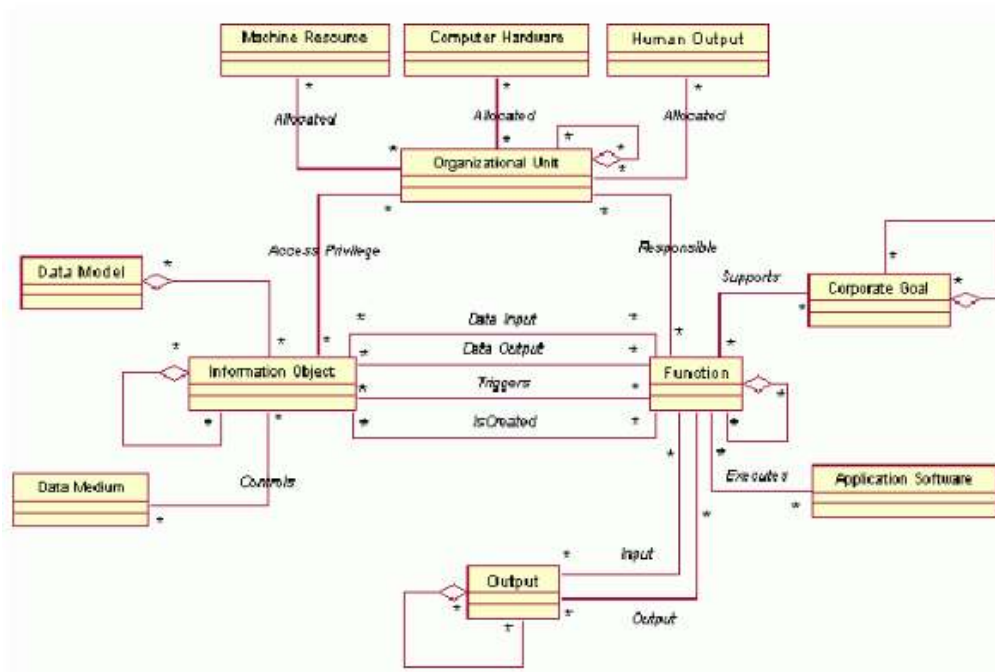 Machine Resource
Computer Hardware
Human Output
* * *
Allocated
Allocated
Allocated
* * * * *
Organizational Unit
* *
Access Privilege
Responsible
Data Model
*
Supports
*
Corporate Goal
*
*
* Data Input *
* * *
* Data Output *
*
Information Object
Function
* Triggers *
*
* * IsCreated * *
*
Data Medium
Controls
*
*
*
Executed
*
Application Software
*
* Input
Output
* *
*
Output